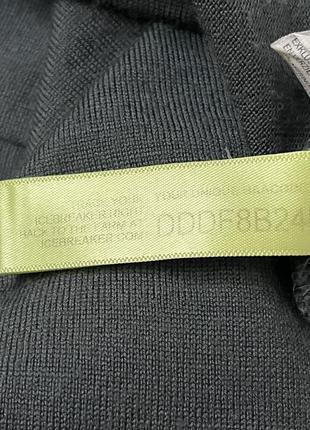 TRACE YOUR
ICEBREAKER RIGHT
BACK TO THE FARM AT
ICEBREAKER.COM
YOUR UNIQUE BAACODE
DDDF8B24